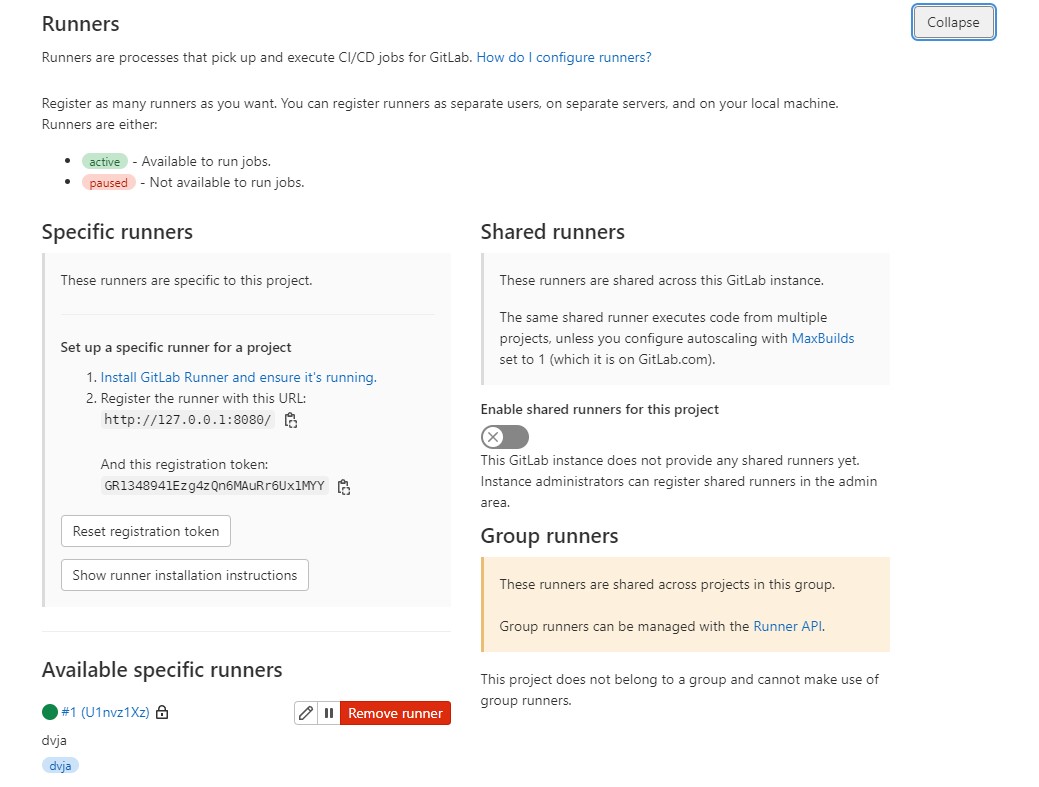 Runners
Collapse
Runners are processes that pick up and execute CI/CD jobs for GitLab. How do I configure runners?
Register as many runners as you want. You can register runners as separate users, on separate servers, and on your local machine.
Runners are either:
active - Available to run jobs.
paused - Not available to run jobs.
Specific runners
These runners are specific to this project.
Set up a specific runner for a project
1. Install GitLab Runner and ensure it's running.
2. Register the runner with this URL:
http://127.0.0.1:8080/
And this registration token:
GR1348941Ezg4zQn6MAuRr6Ux1MYY
Reset registration token
Show runner installation instructions
Available specific runners
#1 (U1nvz1Xz)
Remove runner
dvja
dvja
Shared runners
These runners are shared across this GitLab instance.
The same shared runner executes code from multiple
projects, unless you configure autoscaling with MaxBuilds
set to 1 (which it is on GitLab.com).
Enable shared runners for this project
This GitLab instance does not provide any shared runners yet.
Instance administrators can register shared runners in the admin
area.
Group runners
These runners are shared across projects in this group.
Group runners can be managed with the Runner API.
This project does not belong to a group and cannot make use of
group runners.